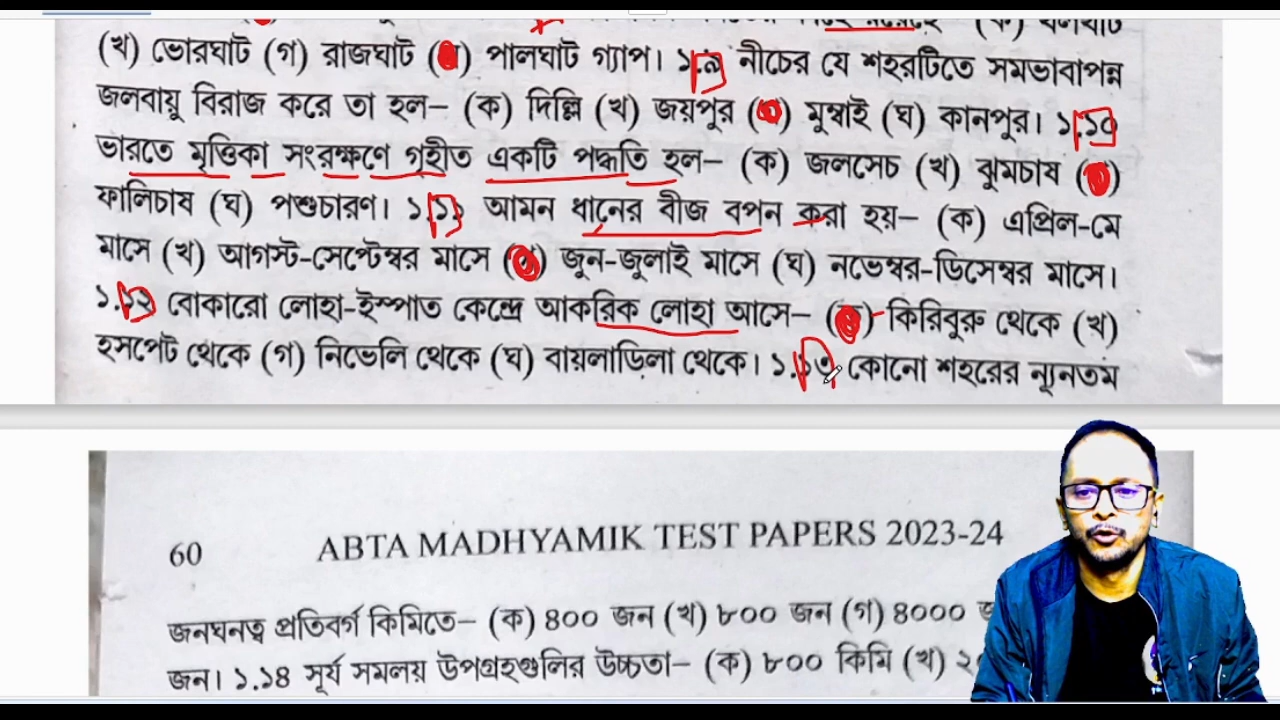 (খ) ভোরঘাট (গ) রাজঘাট ( ) পালঘাট গ্যাপ। ১.৯ নীচের যে শহরটিতে সমভাবাপন্ন
জলবায়ু বিরাজ করে তা হল– (ক) দিল্লি (খ) জয়পুর ( ) মুম্বাই (ঘ) কানপুর। ১.১০
ভারতে মৃত্তিকা সংরক্ষণে গৃহীত একটি পদ্ধতি হল– (ক) জলসেচ (খ) ঝুমচাষ ( )
ফালিচাষ (ঘ) পশুচারণ। ১.১১ আমন ধানের বীজ বপন করা হয়– (ক) এপ্রিল-মে
মাসে (খ) আগস্ট-সেপ্টেম্বর মাসে ( ) জুন-জুলাই মাসে (ঘ) নভেম্বর-ডিসেম্বর মাসে।
১.১২ বোকারো লোহা-ইস্পাত কেন্দ্রে আকরিক লোহা আসে– ( ) কিরিবুরু থেকে (খ)
হসপেট থেকে (গ) নিভেলি থেকে (ঘ) বায়লাডিলা থেকে। ১.১৩ কোনো শহরের ন্যূনতম
60 ABTA MADHYAMIK TEST PAPERS 2023-24
জনঘনত্ব প্রতিবর্গ কিমিতে– (ক) ৪০০ জন (খ) ৮০০ জন (গ) ৪০০০
জন। ১.১৪ সূর্য সমলয় উপগ্রহগুলির উচ্চতা– (ক) ৮০০ কিমি (খ)